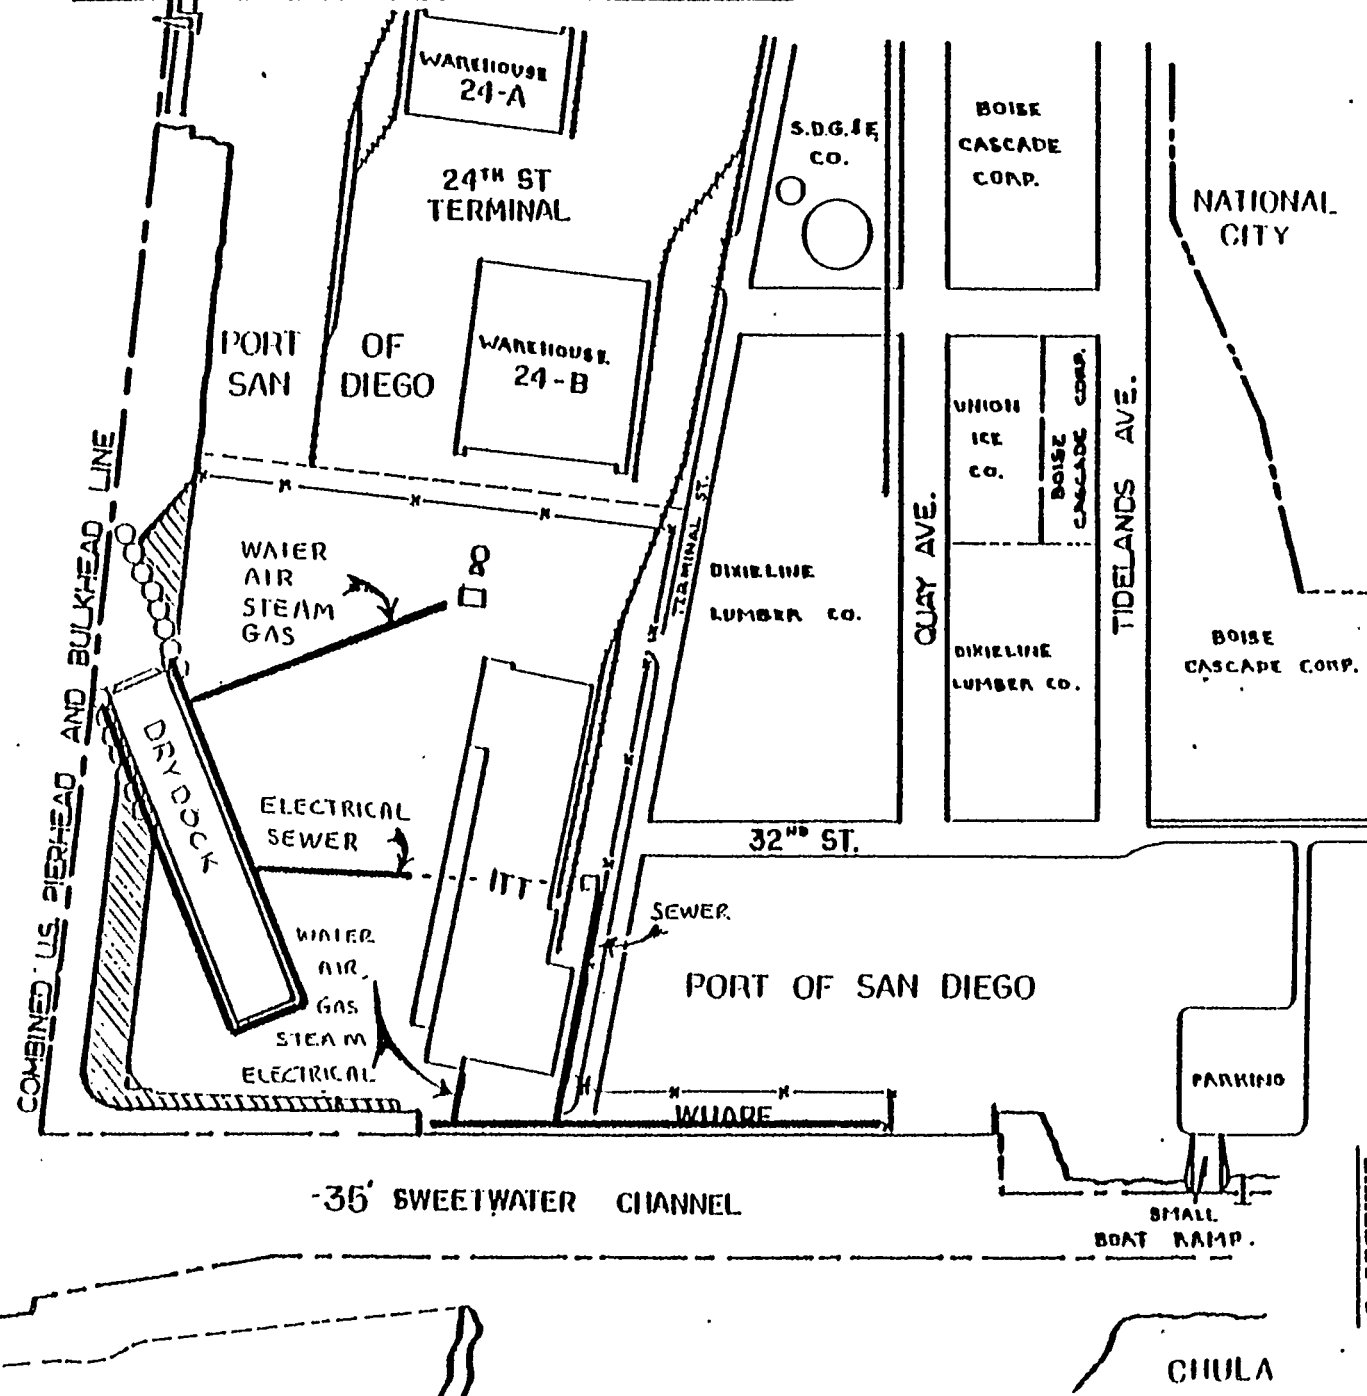 WAREHOUSE
24-A
S.D.G.&E.
CO.
BOISE
CASCADE
CORP.
24TH ST
TERMINAL
NATIONAL
CITY
PORT OF
SAN DIEGO
WAREHOUSE.
24-B
UNION
ICE
CO.
BOISE
CASCADE CORP.
TIDELANDS AVE.
QUAY AVE.
TERMINAL ST.
COMBINED U.S. PIERHEAD AND BULKHEAD LINE
WATER
AIR
STEAM
GAS
DIXIELINE
LUMBER CO.
DIXIELINE
LUMBER CO.
BOISE
CASCADE CORP.
DRY DOCK
ELECTRICAL
SEWER
32ND ST.
ITT
SEWER
WATER
AIR
GAS
STEAM
ELECTRICAL
PORT OF SAN DIEGO
PARKING
WHARF
-35' SWEETWATER CHANNEL
SMALL
BOAT RAMP.
CHULA